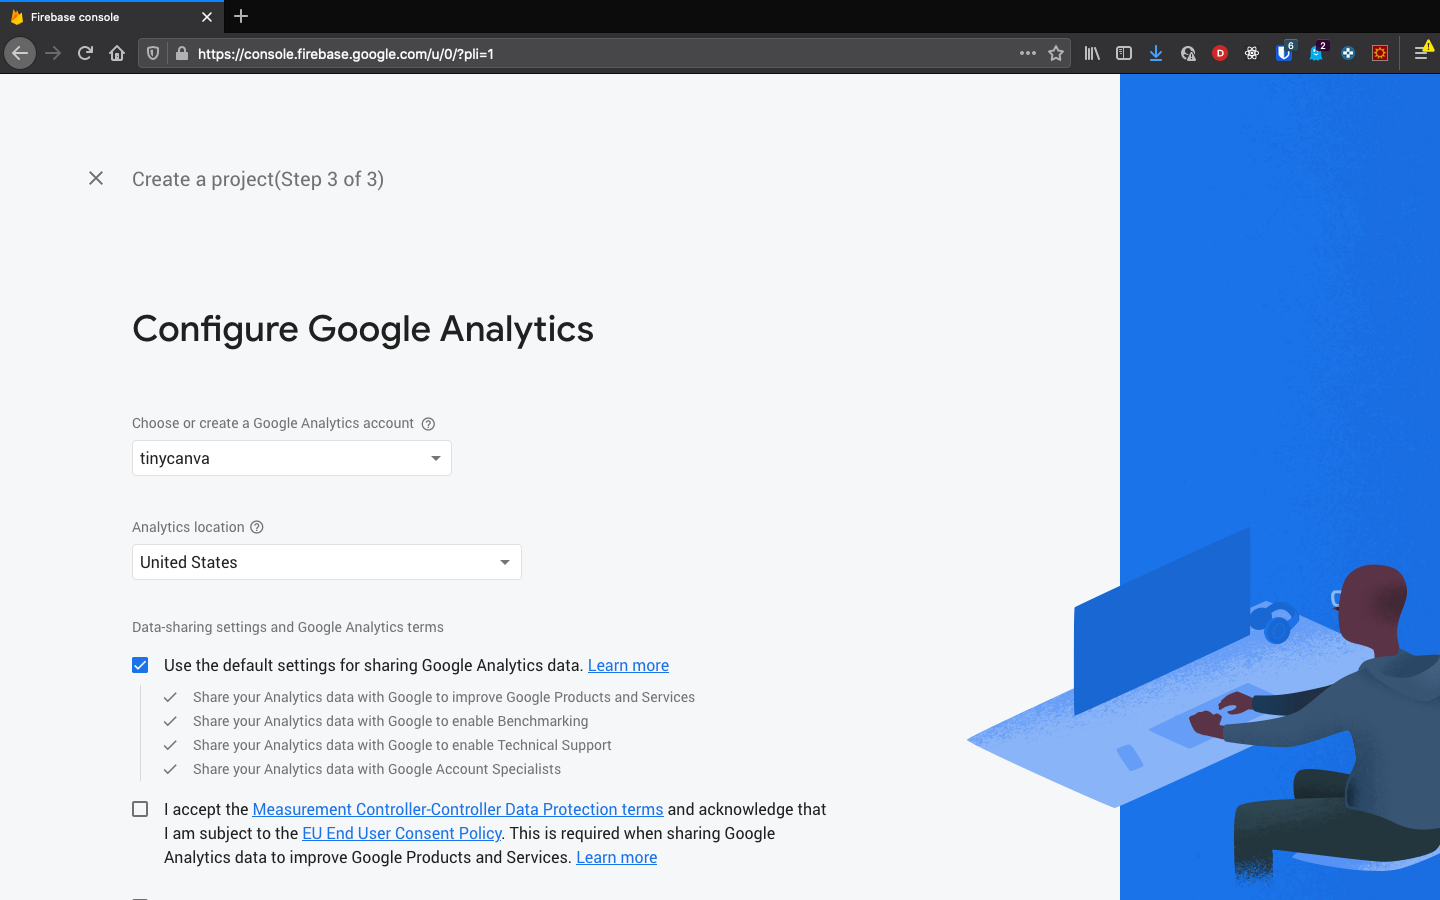 Firebase console
https://console.firebase.google.com/u/0/?pli=1
D
6
2
Create a project(Step 3 of 3)
Configure Google Analytics
Choose or create a Google Analytics account
tinycanva
Analytics location
United States
Data-sharing settings and Google Analytics terms
Use the default settings for sharing Google Analytics data. Learn more
Share your Analytics data with Google to improve Google Products and Services
Share your Analytics data with Google to enable Benchmarking
Share your Analytics data with Google to enable Technical Support
Share your Analytics data with Google Account Specialists
I accept the Measurement Controller-Controller Data Protection terms and acknowledge that
I am subject to the EU End User Consent Policy. This is required when sharing Google
Analytics data to improve Google Products and Services. Learn more